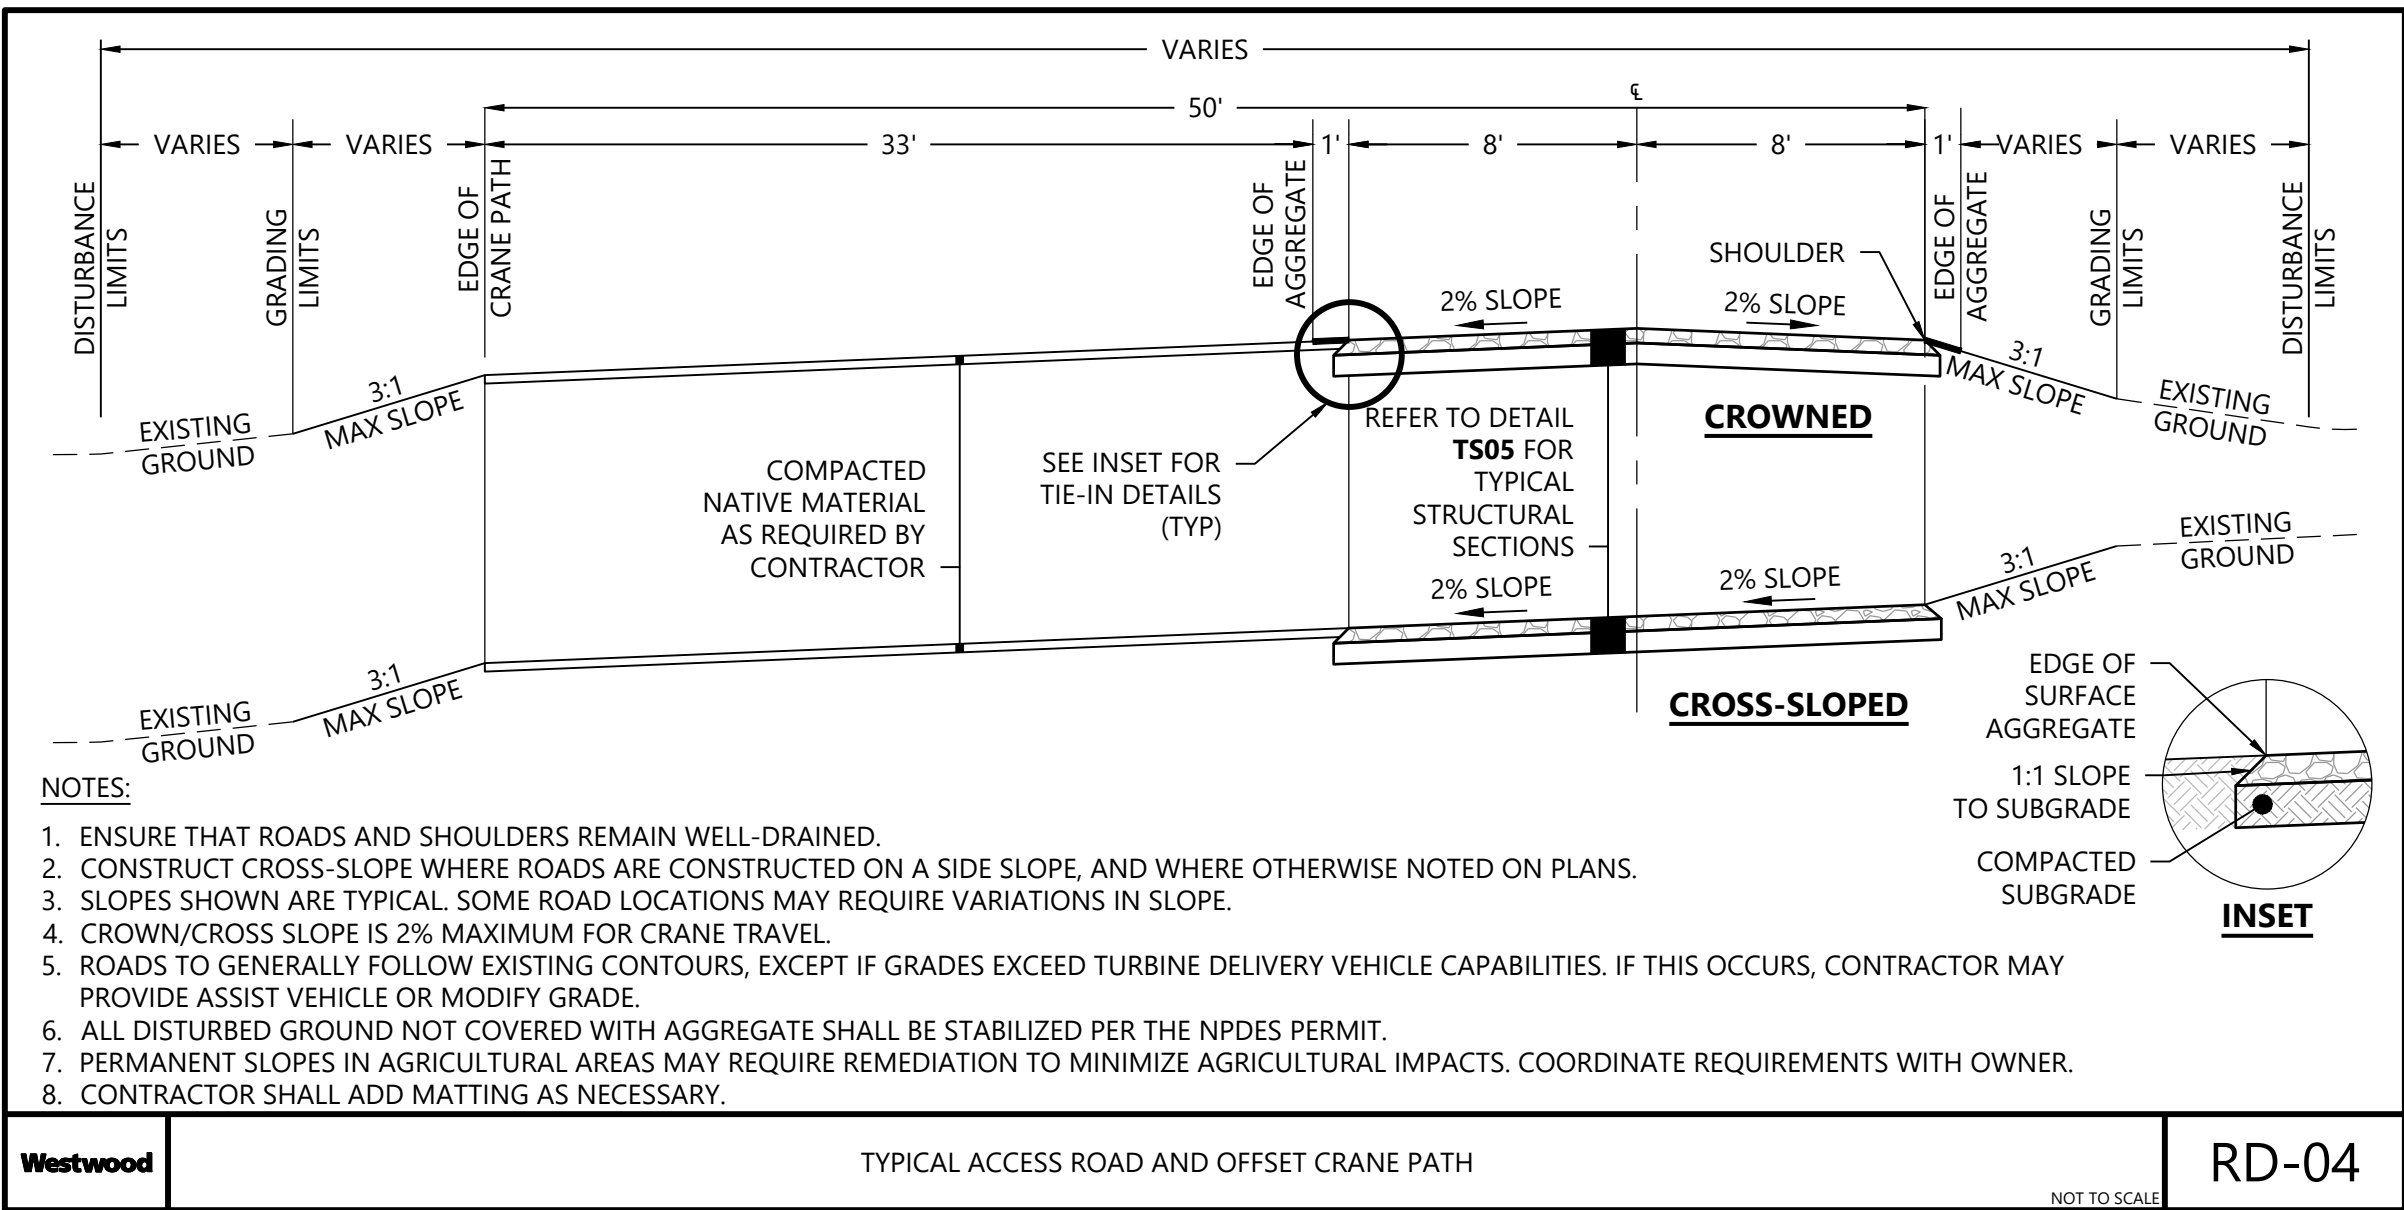 VARIES
50'
℄
VARIES
VARIES
33'
1'
8'
8'
1'
VARIES
VARIES
DISTURBANCE
LIMITS
GRADING
LIMITS
EDGE OF
CRANE PATH
EDGE OF
AGGREGATE
EDGE OF
AGGREGATE
GRADING
LIMITS
DISTURBANCE
LIMITS
SHOULDER
2% SLOPE
2% SLOPE
3:1
MAX SLOPE
EXISTING
GROUND
3:1
MAX SLOPE
EXISTING
GROUND
CROWNED
COMPACTED
NATIVE MATERIAL
AS REQUIRED BY
CONTRACTOR
SEE INSET FOR
TIE-IN DETAILS
(TYP)
REFER TO DETAIL
TS05 FOR
TYPICAL
STRUCTURAL
SECTIONS
2% SLOPE
2% SLOPE
3:1
MAX SLOPE
EXISTING
GROUND
3:1
MAX SLOPE
EXISTING
GROUND
CROSS-SLOPED
EDGE OF
SURFACE
AGGREGATE
1:1 SLOPE
TO SUBGRADE
COMPACTED
SUBGRADE
INSET
NOTES:
1. ENSURE THAT ROADS AND SHOULDERS REMAIN WELL-DRAINED.
2. CONSTRUCT CROSS-SLOPE WHERE ROADS ARE CONSTRUCTED ON A SIDE SLOPE, AND WHERE OTHERWISE NOTED ON PLANS.
3. SLOPES SHOWN ARE TYPICAL. SOME ROAD LOCATIONS MAY REQUIRE VARIATIONS IN SLOPE.
4. CROWN/CROSS SLOPE IS 2% MAXIMUM FOR CRANE TRAVEL.
5. ROADS TO GENERALLY FOLLOW EXISTING CONTOURS, EXCEPT IF GRADES EXCEED TURBINE DELIVERY VEHICLE CAPABILITIES. IF THIS OCCURS, CONTRACTOR MAY
PROVIDE ASSIST VEHICLE OR MODIFY GRADE.
6. ALL DISTURBED GROUND NOT COVERED WITH AGGREGATE SHALL BE STABILIZED PER THE NPDES PERMIT.
7. PERMANENT SLOPES IN AGRICULTURAL AREAS MAY REQUIRE REMEDIATION TO MINIMIZE AGRICULTURAL IMPACTS. COORDINATE REQUIREMENTS WITH OWNER.
8. CONTRACTOR SHALL ADD MATTING AS NECESSARY.
Westwood
TYPICAL ACCESS ROAD AND OFFSET CRANE PATH
NOT TO SCALE
RD-04